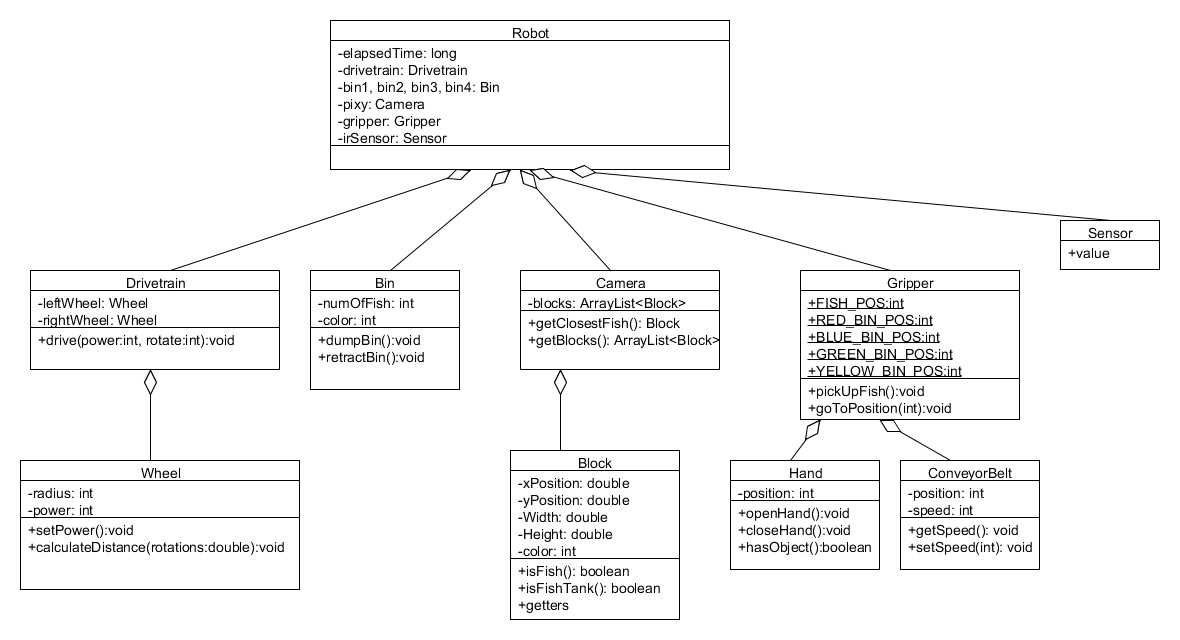 Robot
-elapsedTime: long
-drivetrain: Drivetrain
-bin1, bin2, bin3, bin4: Bin
-pixy: Camera
-gripper: Gripper
-irSensor: Sensor
Sensor
+value
Drivetrain
-leftWheel: Wheel
-rightWheel: Wheel
+drive(power:int, rotate:int):void
Bin
-numOfFish: int
-color: int
+dumpBin():void
+retractBin():void
Camera
-blocks: ArrayList<Block>
+getClosestFish(): Block
+getBlocks(): ArrayList<Block>
Gripper
+FISH_POS:int
+RED_BIN_POS:int
+BLUE_BIN_POS:int
+GREEN_BIN_POS:int
+YELLOW_BIN_POS:int
+pickUpFish():void
+goToPosition(int):void
Wheel
-radius: int
-power: int
+setPower():void
+calculateDistance(rotations:double):void
Block
-xPosition: double
-yPosition: double
-Width: double
-Height: double
-color: int
+isFish(): boolean
+isFishTank(): boolean
+getters
Hand
-position: int
+openHand():void
+closeHand():void
+hasObject():boolean
ConveyorBelt
-position: int
-speed: int
+getSpeed(): void
+setSpeed(int): void